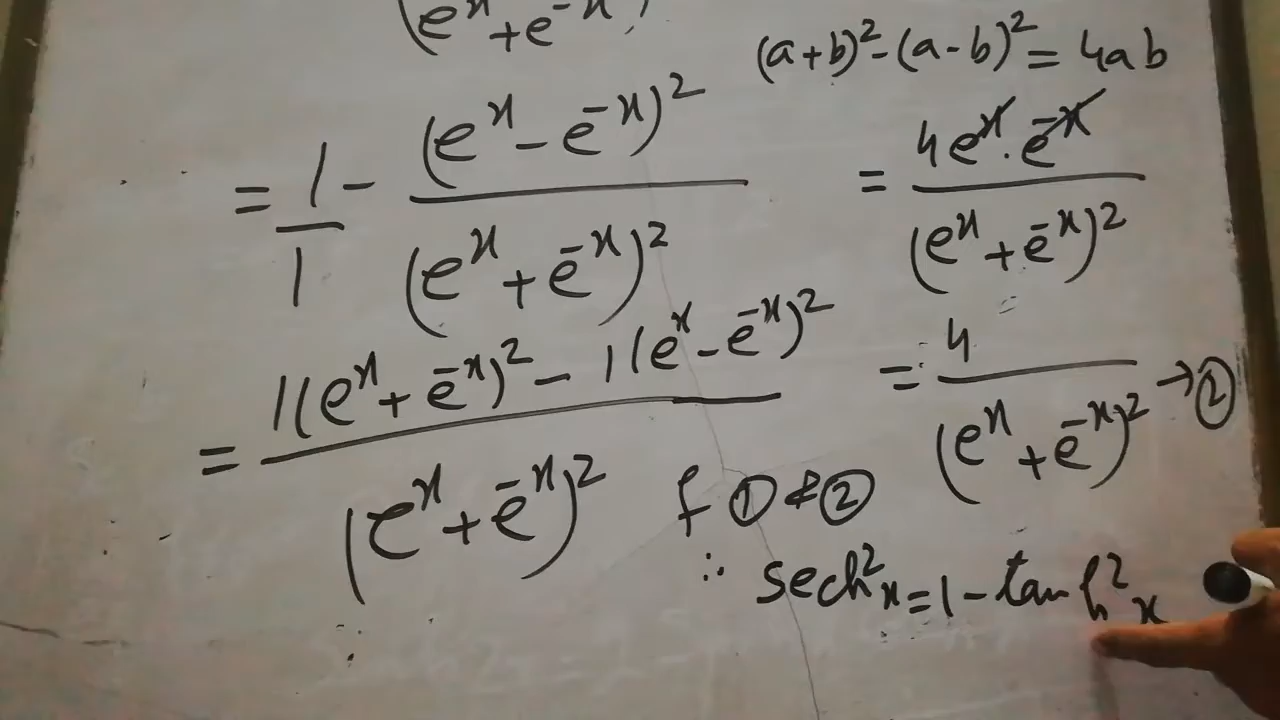 (eˣ + e⁻ˣ)
= 1/1 - (eˣ - e⁻ˣ)² / (eˣ + e⁻ˣ)²
= 1(eˣ + e⁻ˣ)² - 1(eˣ - e⁻ˣ)² / (eˣ + e⁻ˣ)²
(a+b)² - (a-b)² = 4ab
= 4eˣ · e⁻ˣ / (eˣ + e⁻ˣ)²
= 4 / (eˣ + e⁻ˣ)² → ②
f ① & ②
∴ sech²x = 1 - tanh²x